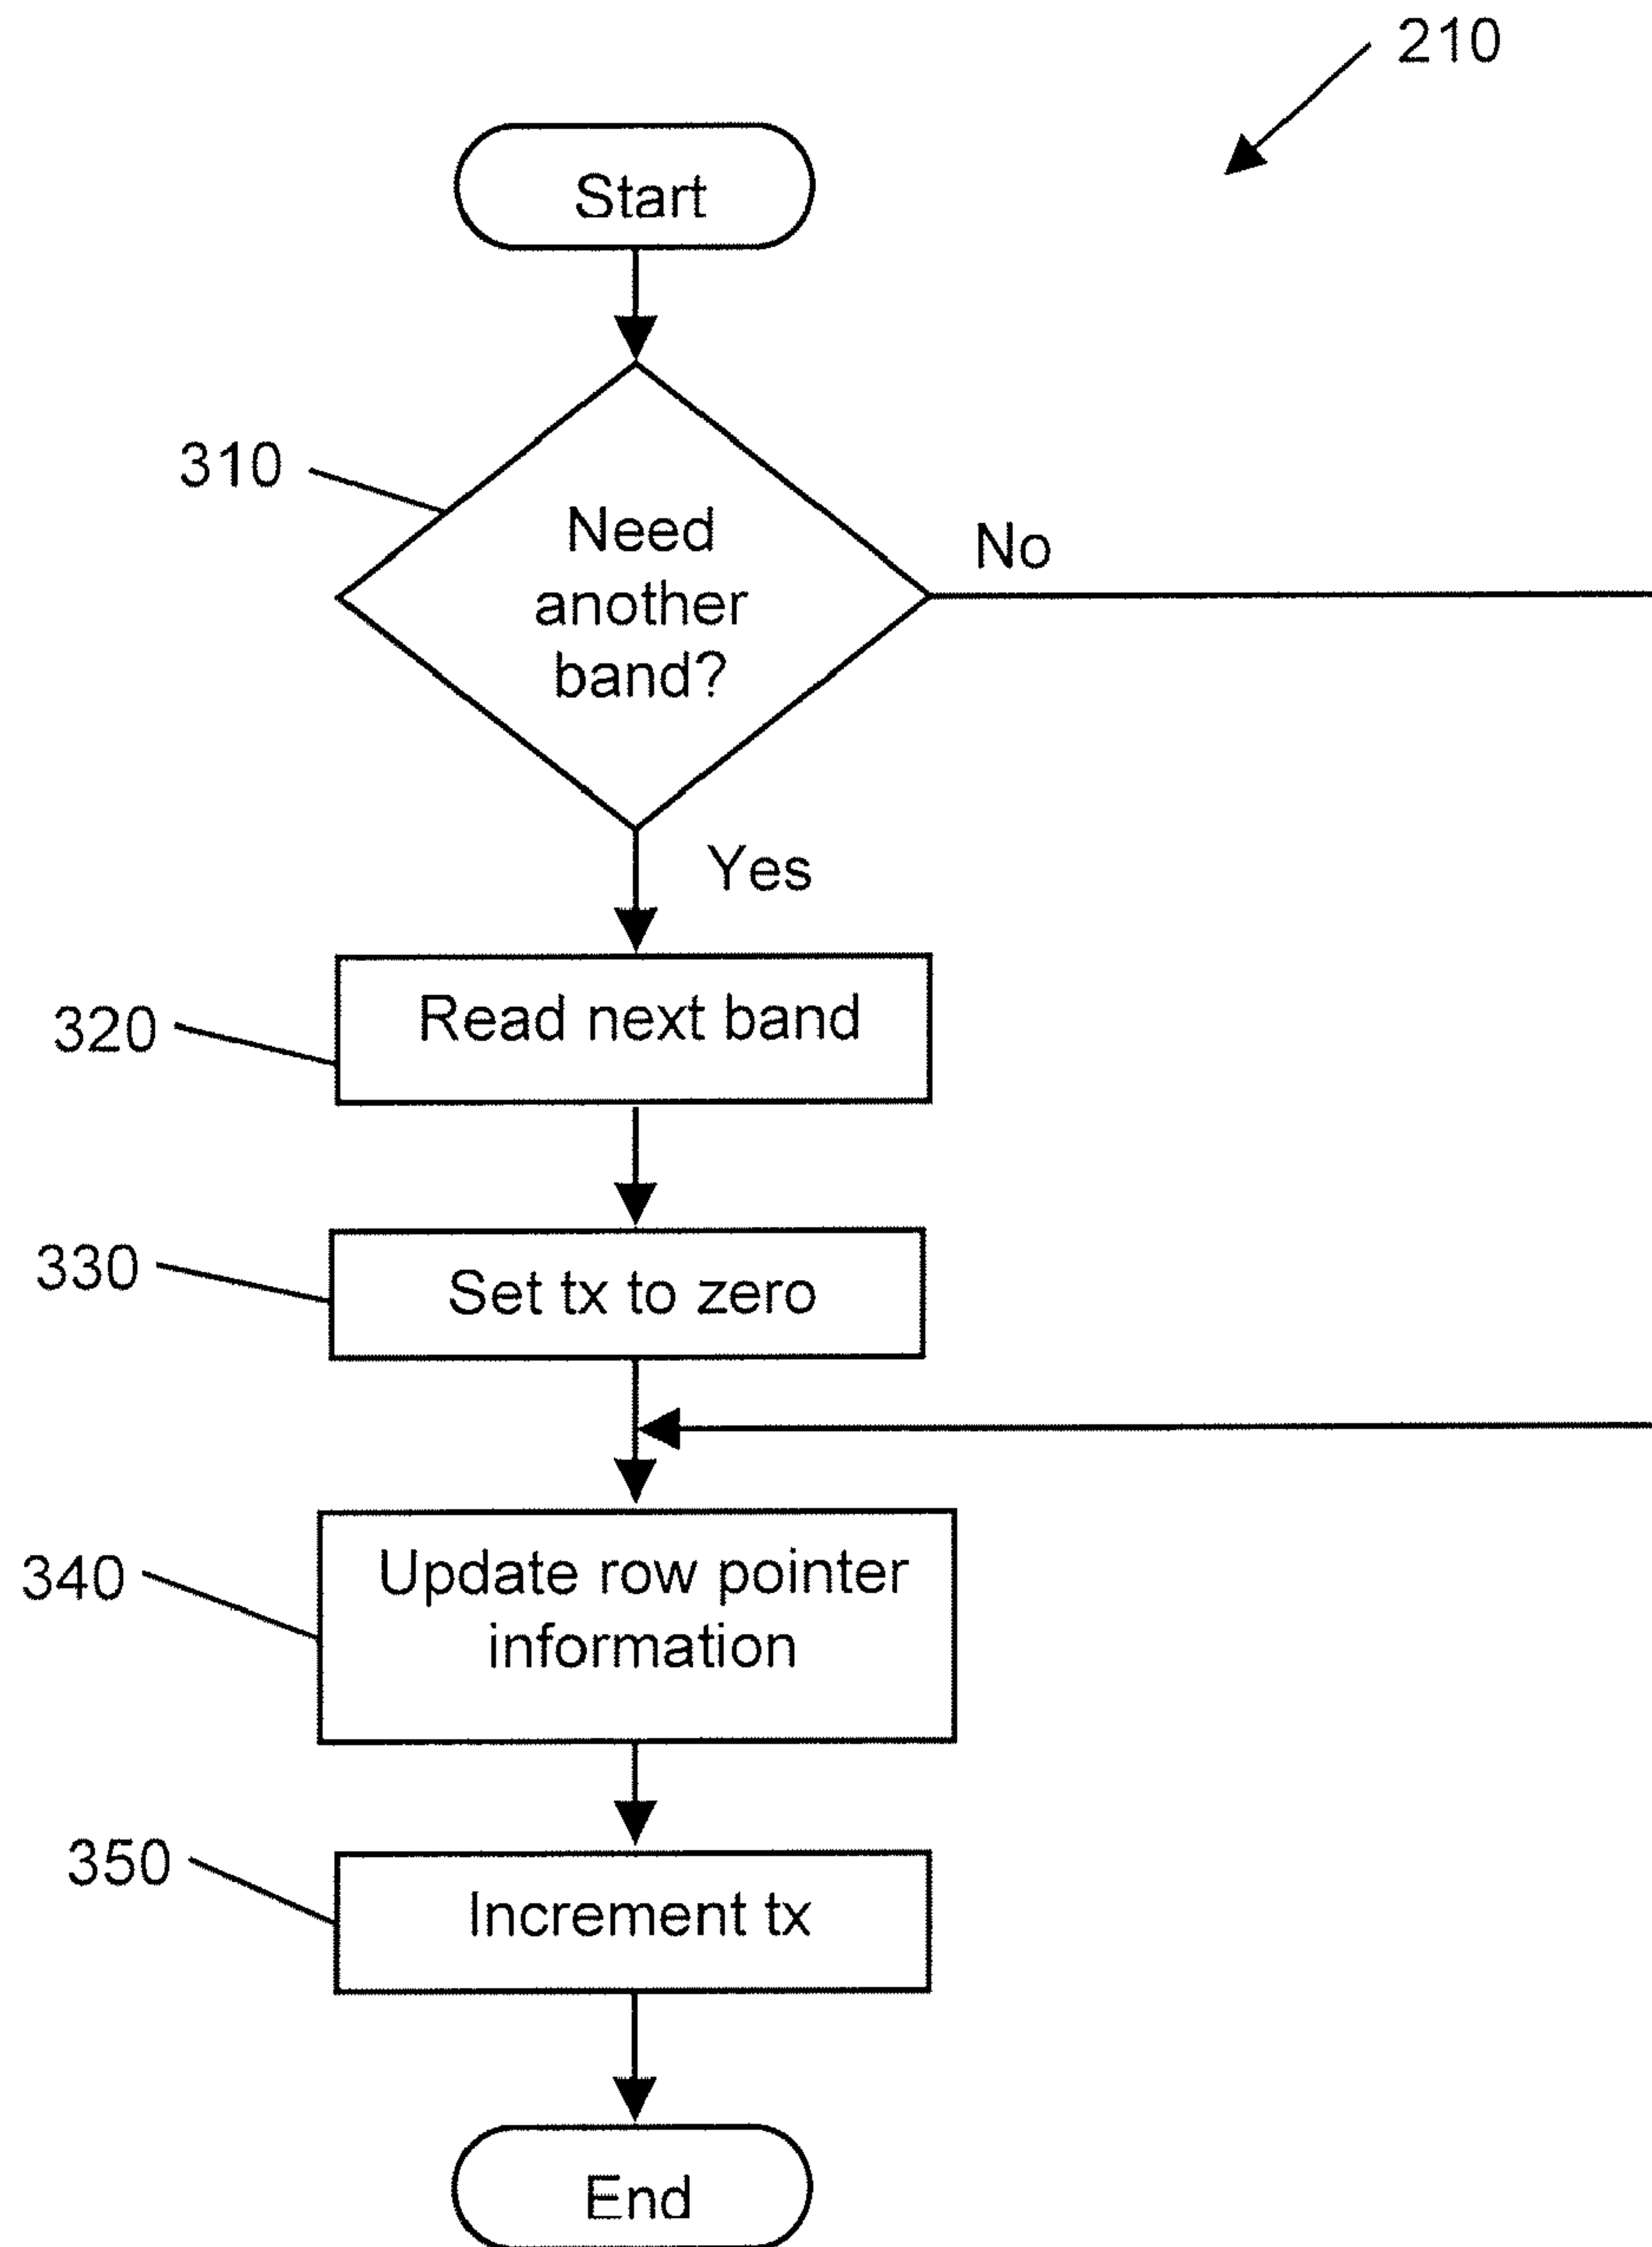 210
Start
310
Need
another
band?
No
Yes
320
Read next band
330
Set tx to zero
340
Update row pointer
information
350
Increment tx
End